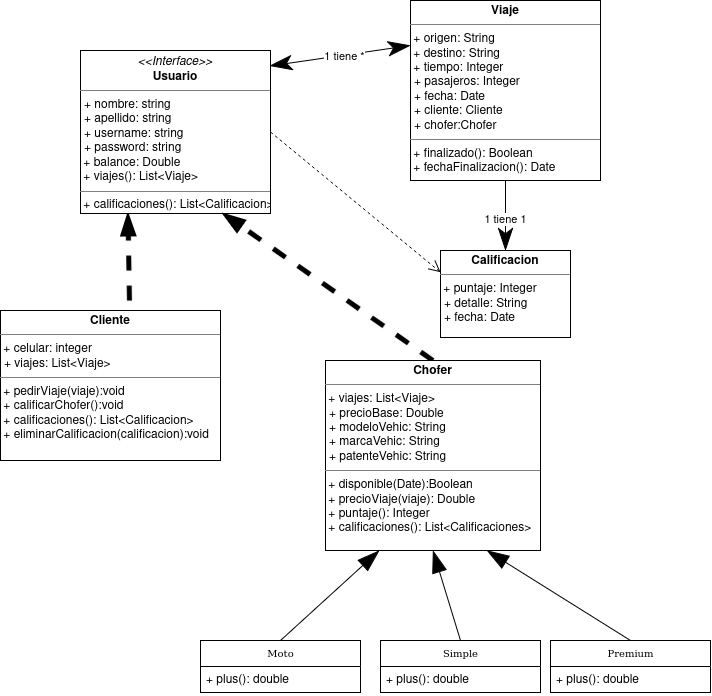 Viaje
+ origen: String
+ destino: String
+ tiempo: Integer
+ pasajeros: Integer
+ fecha: Date
+ cliente: Cliente
+ chofer:Chofer
+ finalizado(): Boolean
+ fechaFinalizacion(): Date
1 tiene *
<<Interface>>
Usuario
+ nombre: string
+ apellido: string
+ username: string
+ password: string
+ balance: Double
+ viajes(): List<Viaje>
+ calificaciones(): List<Calificacion>
1 tiene 1
Calificacion
+ puntaje: Integer
+ detalle: String
+ fecha: Date
Cliente
+ celular: integer
+ viajes: List<Viaje>
+ pedirViaje(viaje):void
+ calificarChofer():void
+ calificaciones(): List<Calificacion>
+ eliminarCalificacion(calificacion):void
Chofer
+ viajes: List<Viaje>
+ precioBase: Double
+ modeloVehic: String
+ marcaVehic: String
+ patenteVehic: String
+ disponible(Date):Boolean
+ precioViaje(viaje): Double
+ puntaje(): Integer
+ calificaciones(): List<Calificaciones>
Moto
+ plus(): double
Simple
+ plus(): double
Premium
+ plus(): double